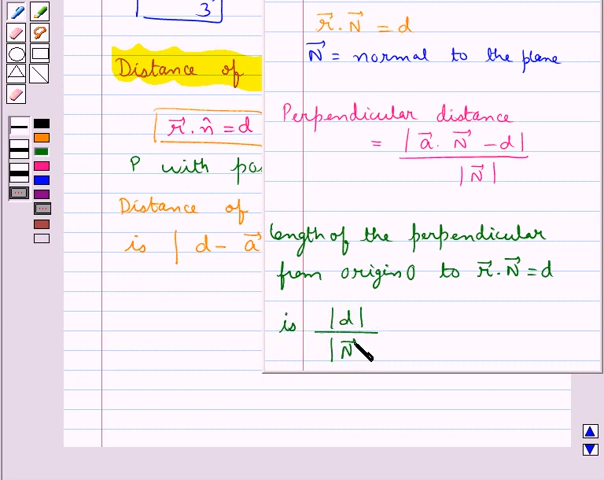 3
Distance of
r⃗ . n̂ = d
P with po
Distance of
is | d – a⃗
r⃗ . N⃗ = d
N⃗ = normal to the plane
Perpendicular distance
= | a⃗ . N⃗ – d |
| N⃗ |
length of the perpendicular
from origin O to r⃗ . N⃗ = d
is | d |
| N⃗